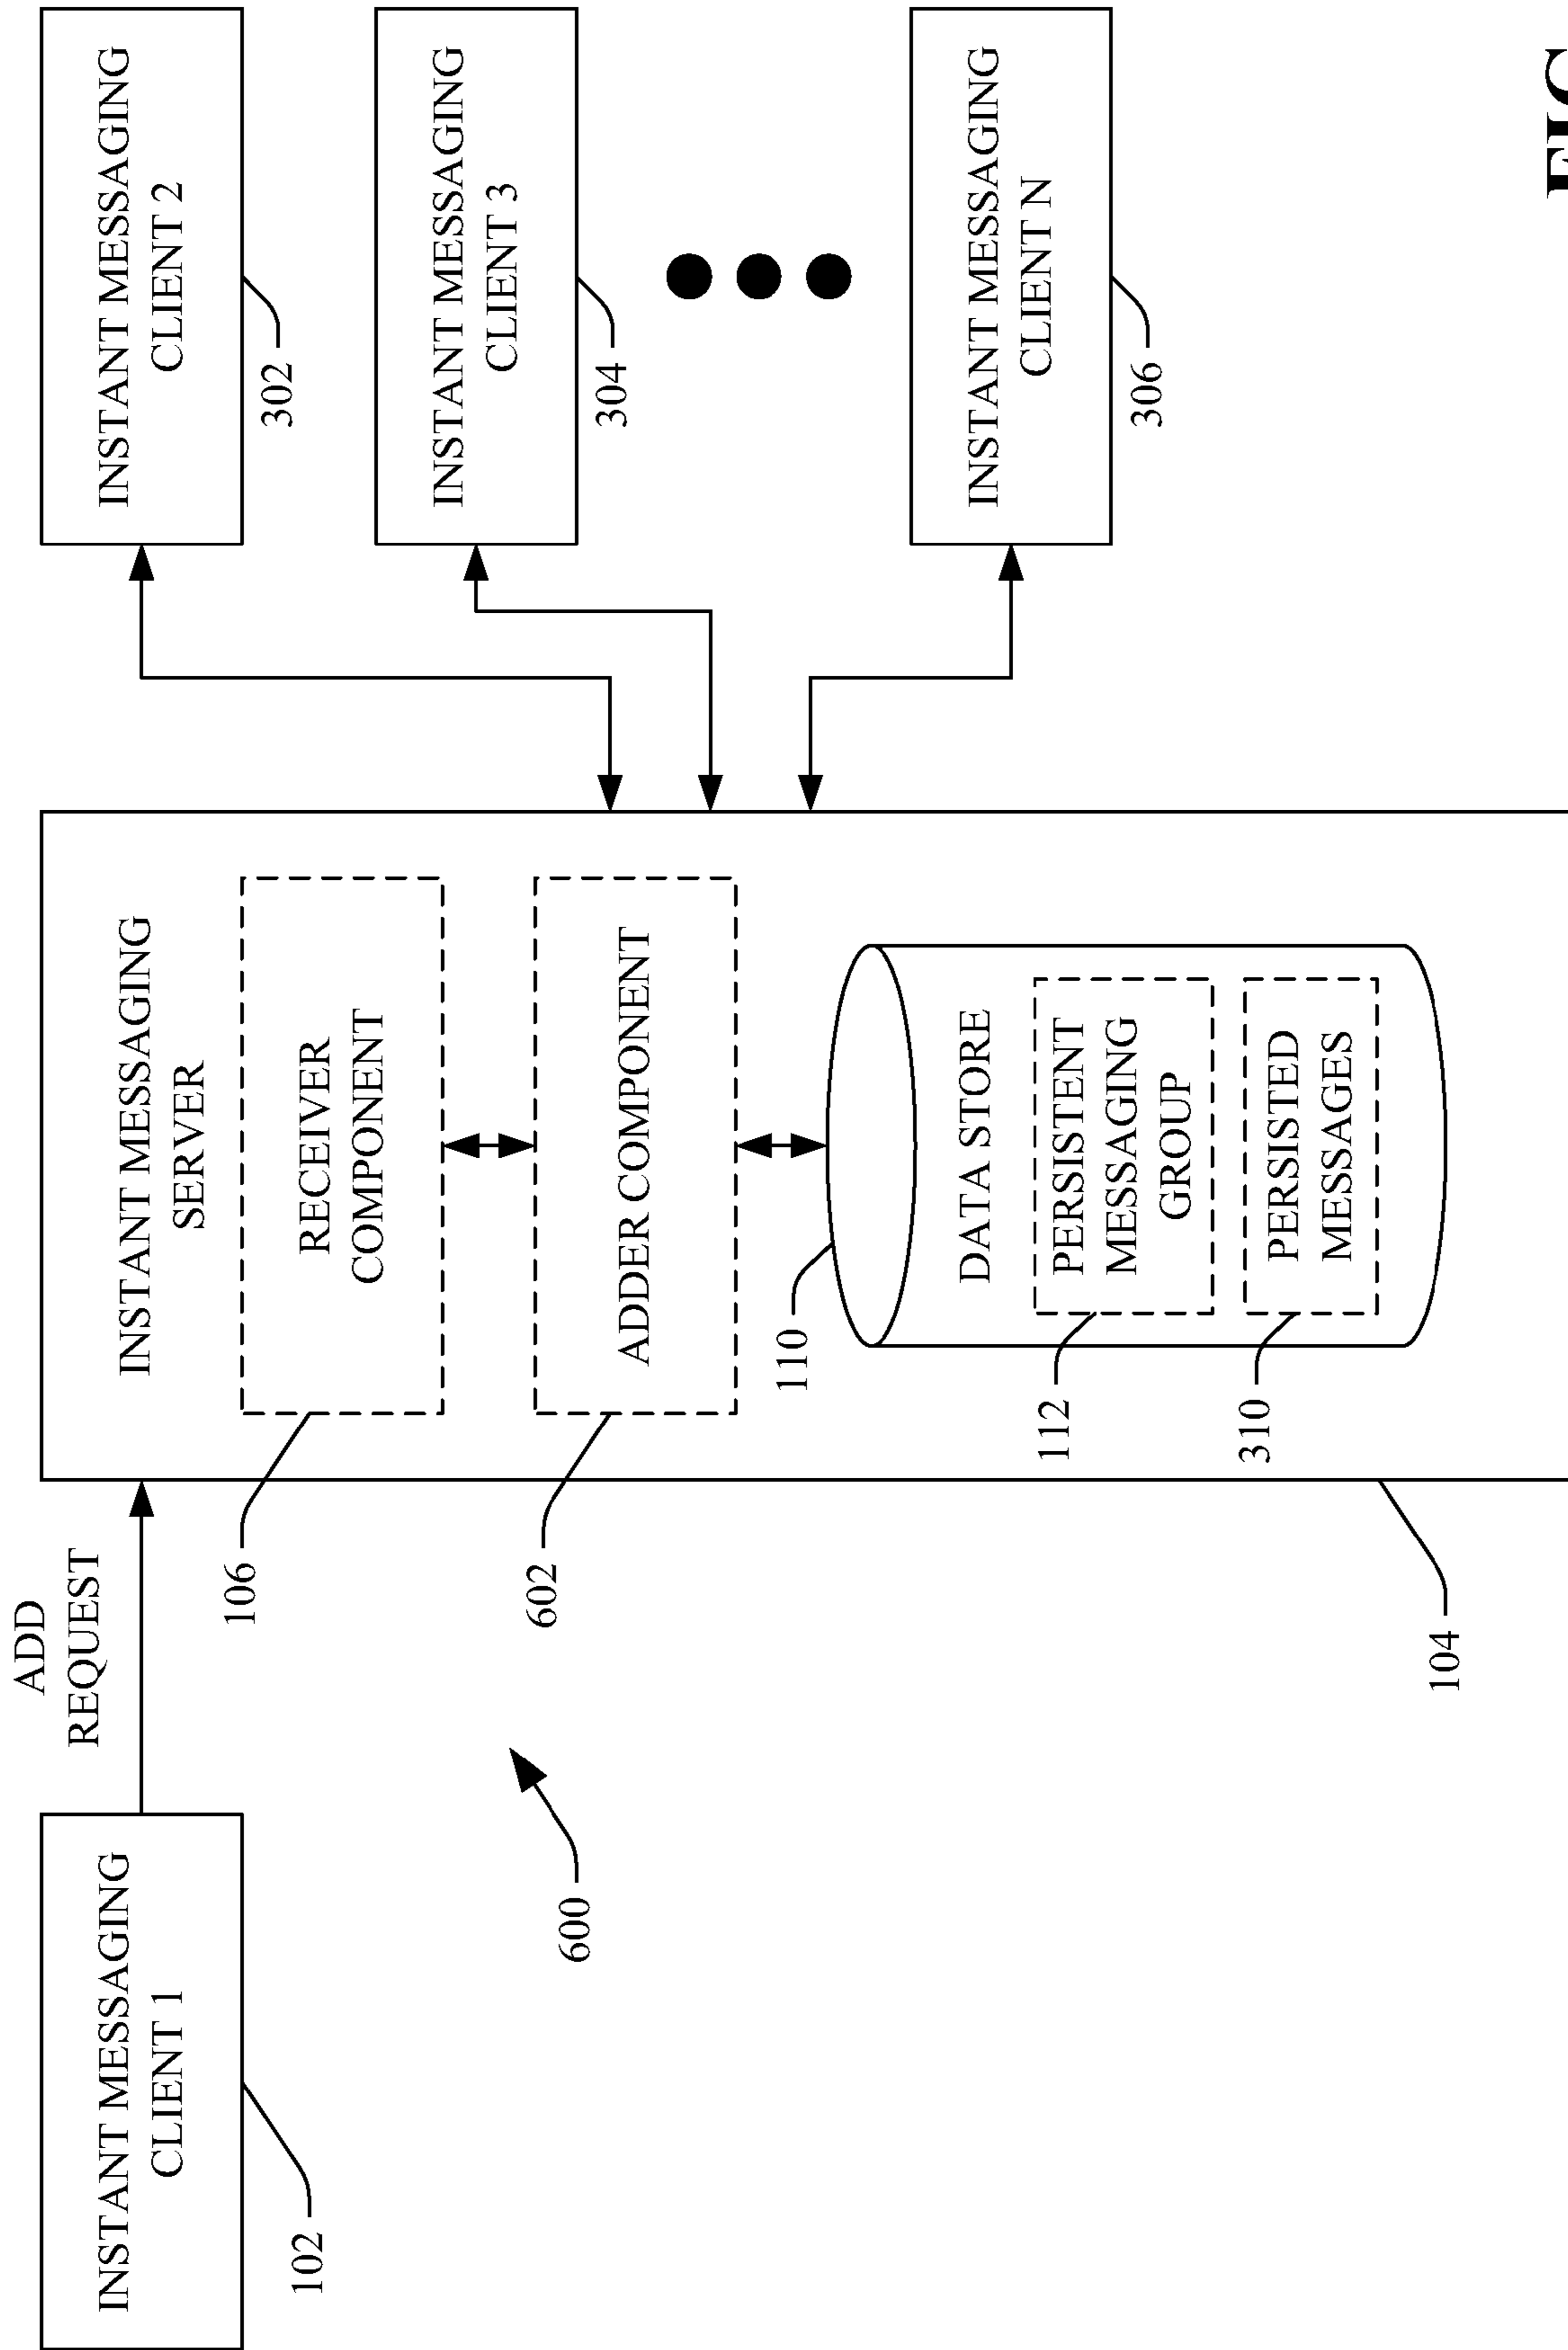 INSTANT MESSAGING
CLIENT 1
102
ADD
REQUEST
600
INSTANT MESSAGING
SERVER
RECEIVER
COMPONENT
106
ADDER COMPONENT
602
110
DATA STORE
PERSISTENT
MESSAGING
GROUP
112
PERSISTED
MESSAGES
310
104
INSTANT MESSAGING
CLIENT 2
302
INSTANT MESSAGING
CLIENT 3
304
INSTANT MESSAGING
CLIENT N
306